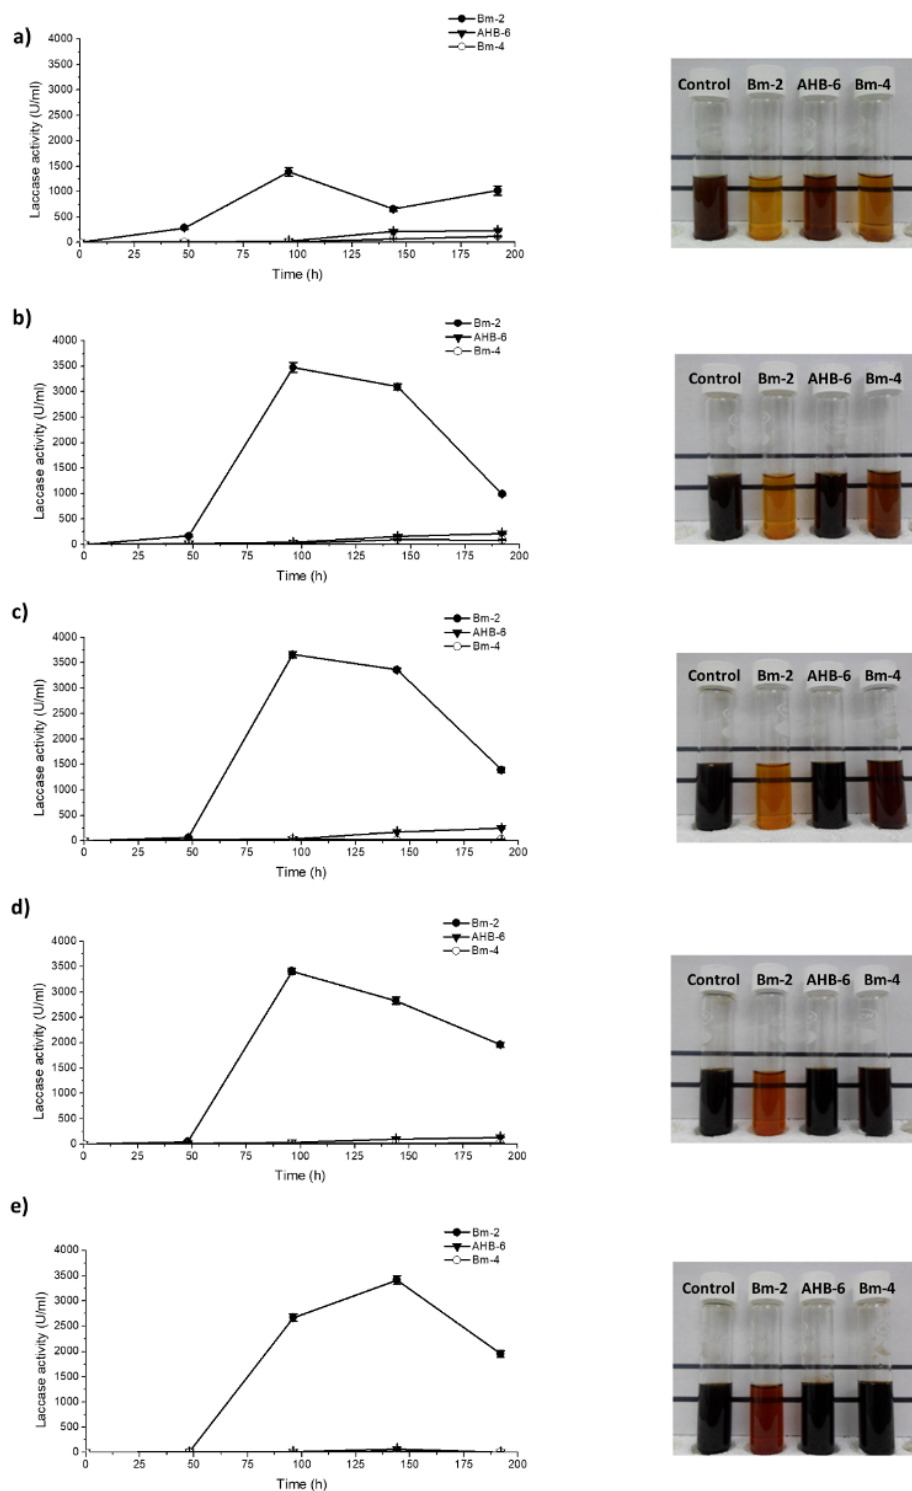 a)
Bm-2
AHB-6
Bm-4
4000
3500
3000
2500
2000
1500
1000
500
0
Laccase activity (U/ml)
0 25 50 75 100 125 150 175 200
Time (h)
Control Bm-2 AHB-6 Bm-4
b)
Bm-2
AHB-6
Bm-4
4000
3500
3000
2500
2000
1500
1000
500
0
Laccase activity (U/ml)
0 25 50 75 100 125 150 175 200
Time (h)
Control Bm-2 AHB-6 Bm-4
c)
Bm-2
AHB-6
Bm-4
4000
3500
3000
2500
2000
1500
1000
500
0
Laccase activity (U/ml)
0 25 50 75 100 125 150 175 200
Time (h)
Control Bm-2 AHB-6 Bm-4
d)
Bm-2
AHB-6
Bm-4
4000
3500
3000
2500
2000
1500
1000
500
0
Laccase activity (U/ml)
0 25 50 75 100 125 150 175 200
Time (h)
Control Bm-2 AHB-6 Bm-4
e)
Bm-2
AHB-6
Bm-4
4000
3500
3000
2500
2000
1500
1000
500
0
Laccase activity (U/ml)
0 25 50 75 100 125 150 175 200
Time (h)
Control Bm-2 AHB-6 Bm-4